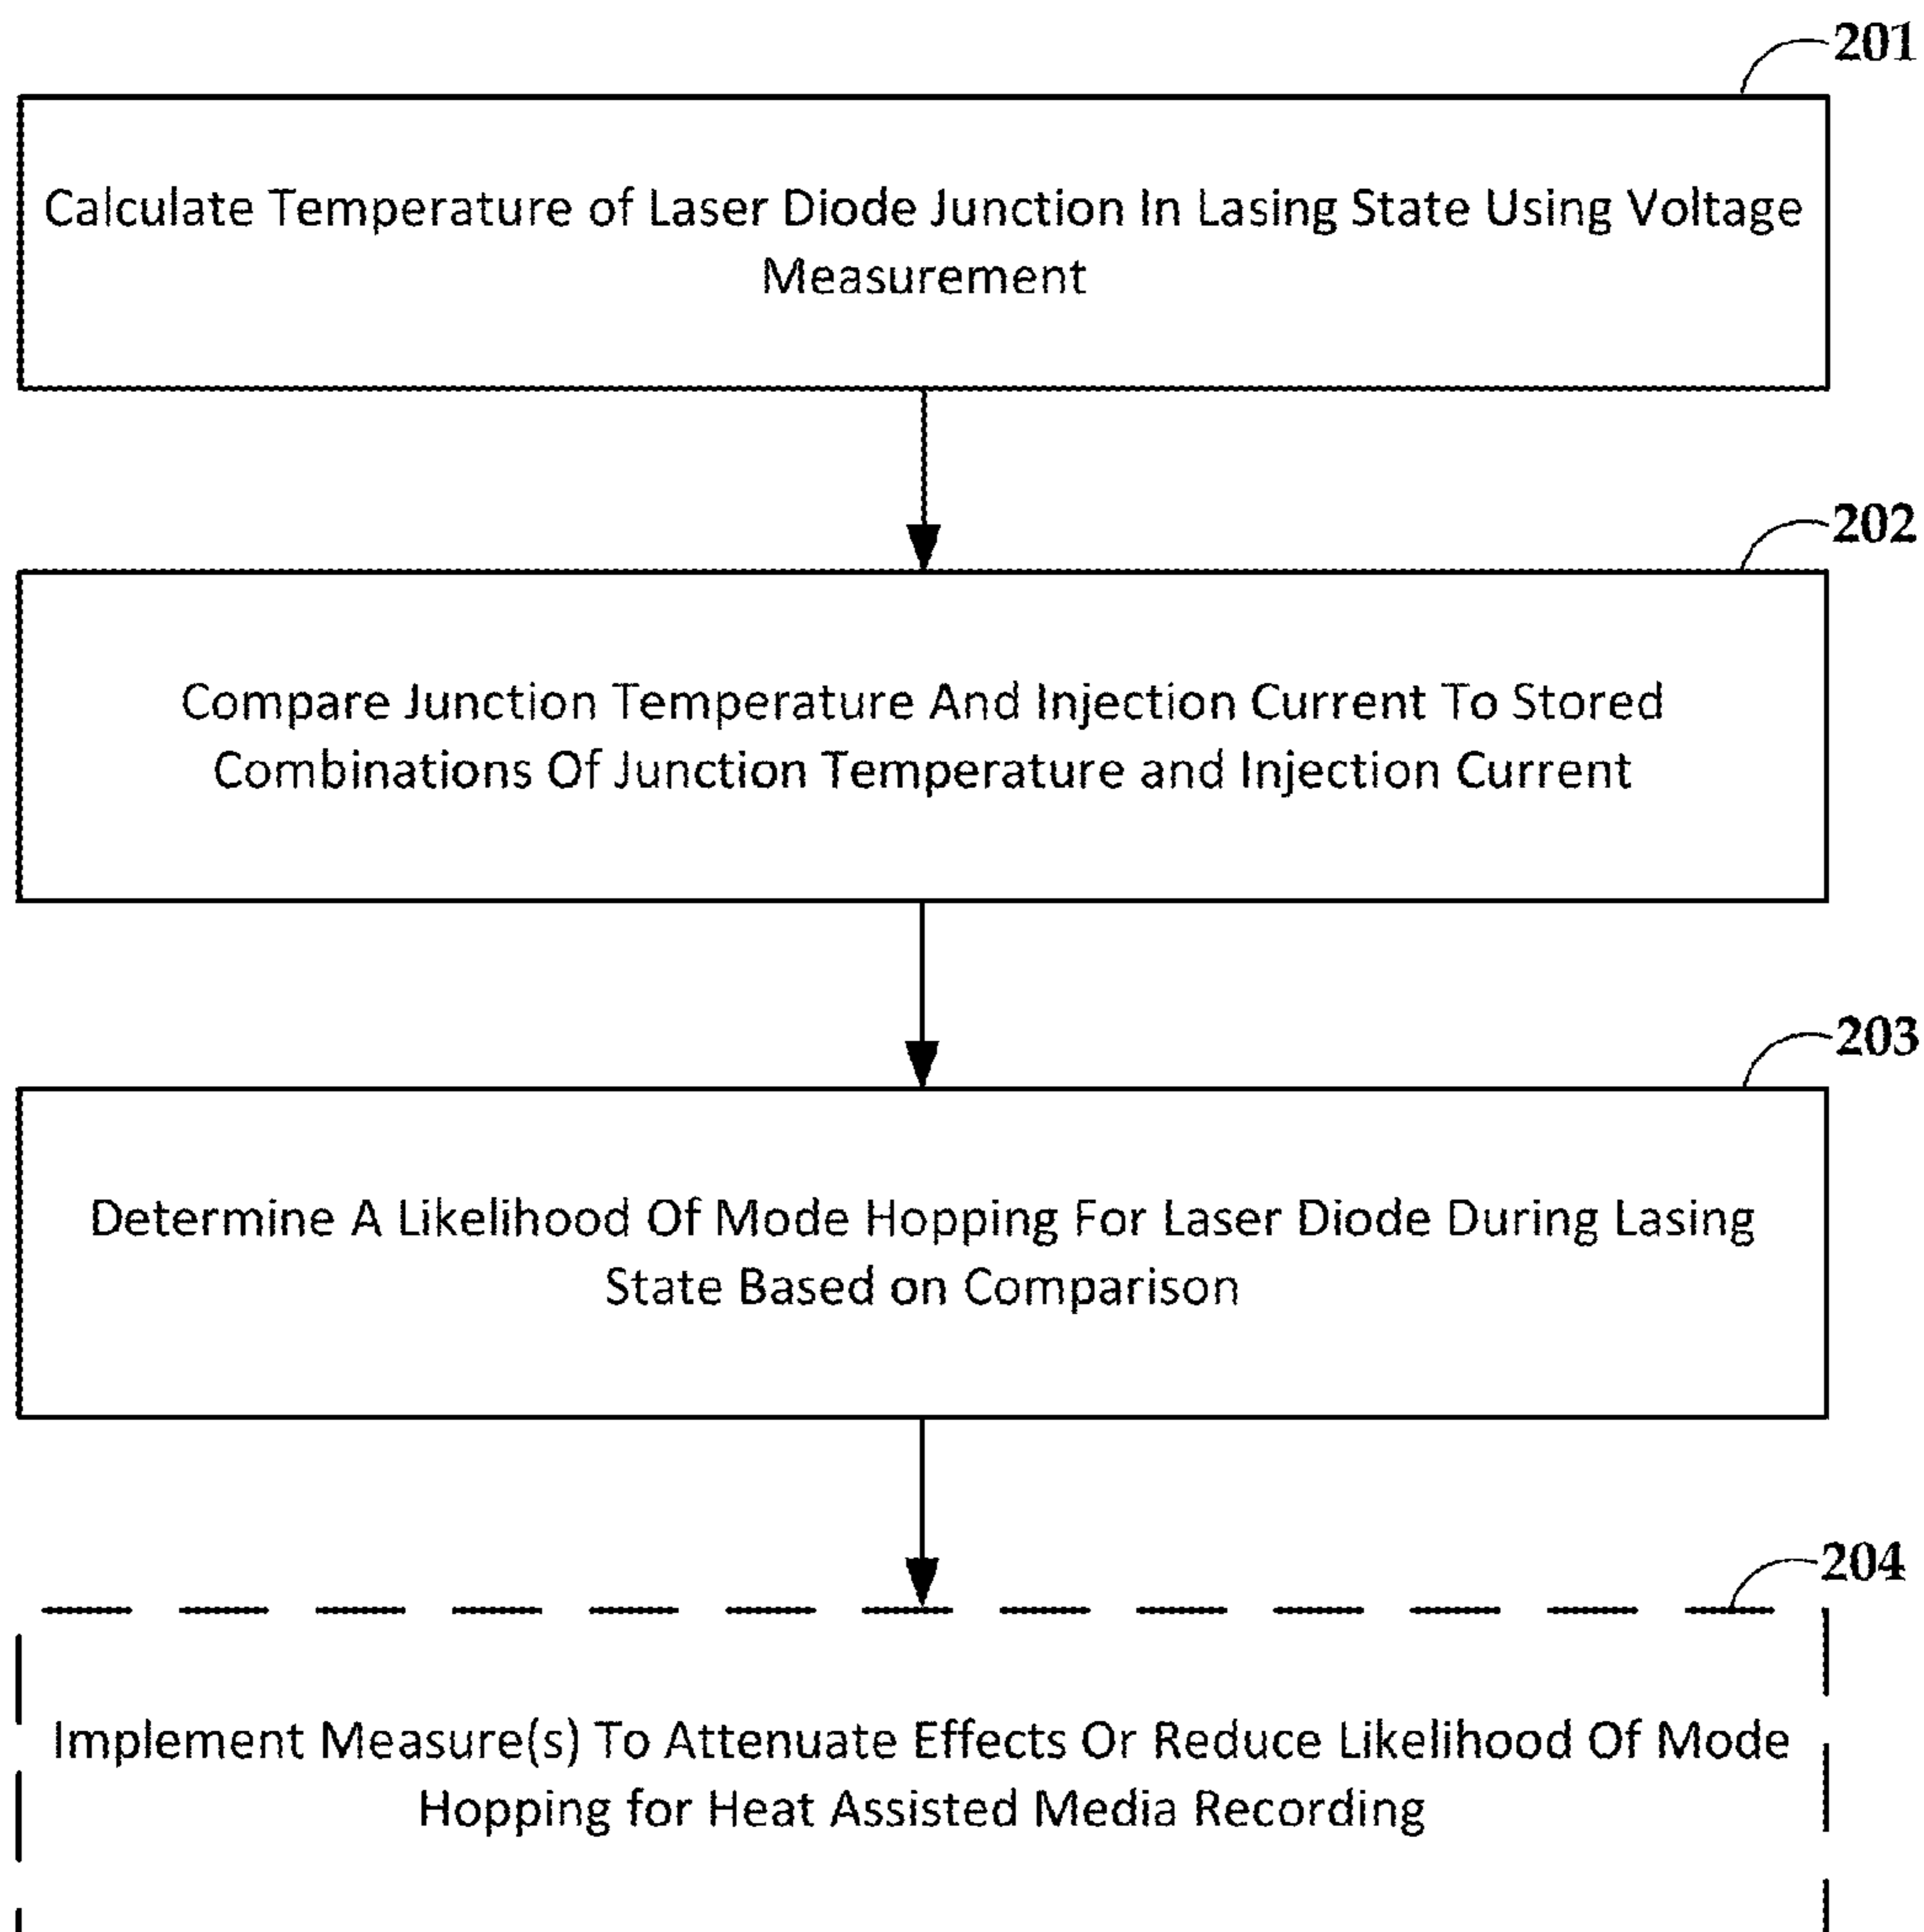 201
Calculate Temperature of Laser Diode Junction In Lasing State Using Voltage
Measurement
202
Compare Junction Temperature And Injection Current To Stored
Combinations Of Junction Temperature and Injection Current
203
Determine A Likelihood Of Mode Hopping For Laser Diode During Lasing
State Based on Comparison
204
Implement Measure(s) To Attenuate Effects Or Reduce Likelihood Of Mode
Hopping for Heat Assisted Media Recording